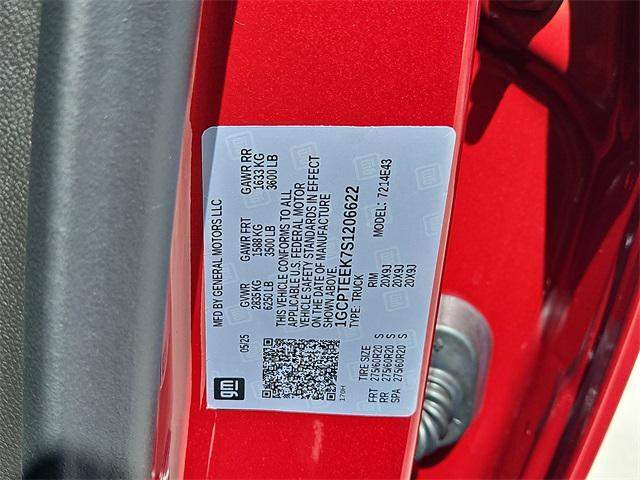 MFD BY GENERAL MOTORS LLC
05/25 GVWR GAWR FRT GAWR RR
2835 KG 1588 KG 1633 KG
6250 LB 3500 LB 3600 LB
THIS VEHICLE CONFORMS TO ALL
APPLICABLE U.S. FEDERAL MOTOR
VEHICLE SAFETY STANDARDS IN EFFECT
ON THE DATE OF MANUFACTURE
SHOWN ABOVE.
1GCPTEEK7S1206622
TYPE: TRUCK MODEL: 7214E43
gm
170H
TIRE SIZE RIM
FRT 275/60R20 S 20X9J
RR 275/60R20 S 20X9J
SPA 275/60R20 S 20X9J